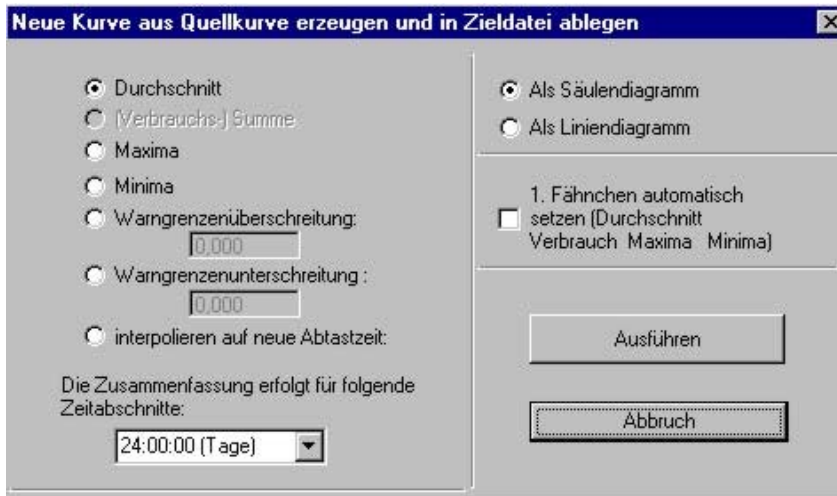 Neue Kurve aus Quellkurve erzeugen und in Zieldatei ablegen
Durchschnitt
(Verbrauchs-) Summe
Maxima
Minima
Warngrenzenüberschreitung:
0,000
Warngrenzenunterschreitung :
0,000
interpolieren auf neue Abtastzeit:
Die Zusammenfassung erfolgt für folgende
Zeitabschnitte:
24:00:00 (Tage)
Als Säulendiagramm
Als Liniendiagramm
1. Fähnchen automatisch
setzen (Durchschnitt
Verbrauch Maxima Minima)
Ausführen
Abbruch